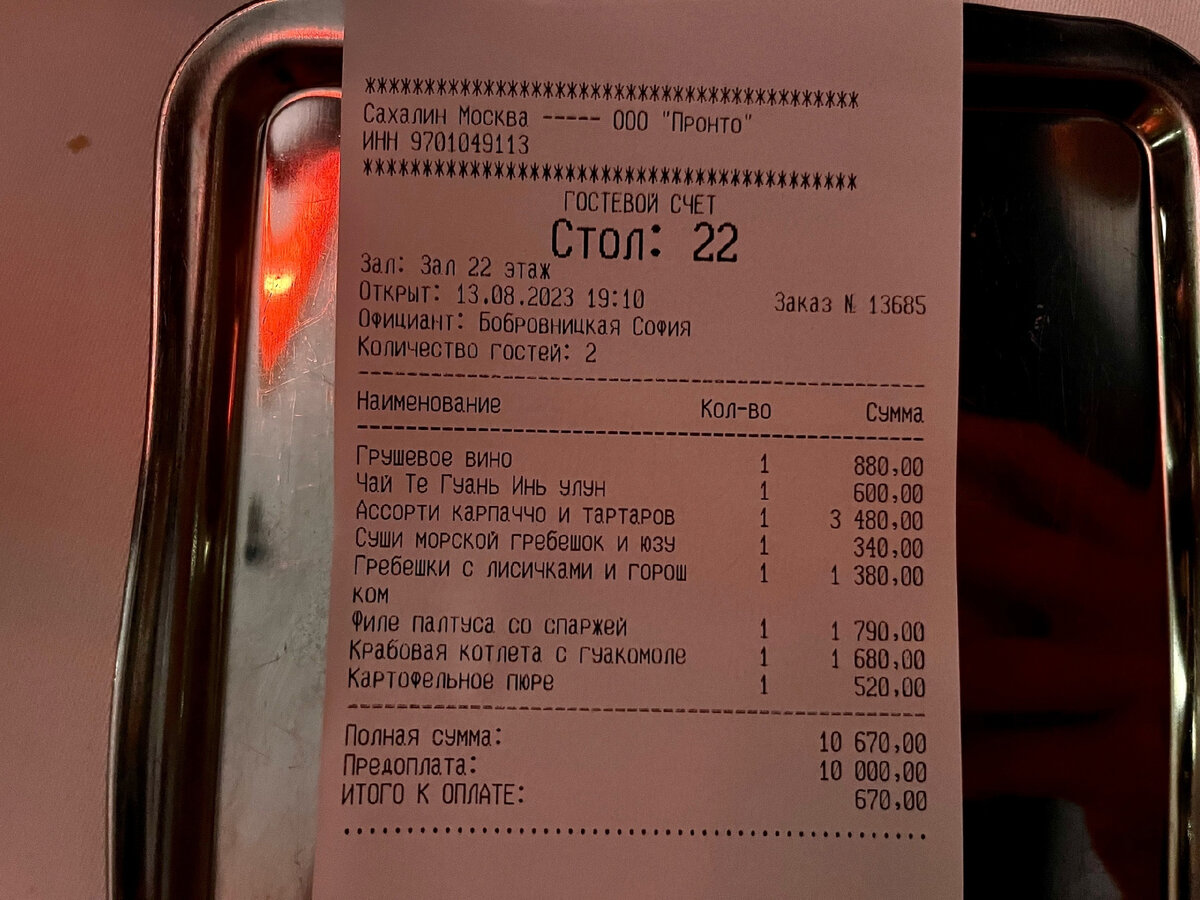 ***************************************
Сахалин Москва ----- ООО "Пронто"
ИНН 9701049113
***************************************
ГОСТЕВОЙ СЧЕТ
Стол: 22
Зал: Зал 22 этаж
Открыт: 13.08.2023 19:10 Заказ № 13685
Официант: Бобровницкая София
Количество гостей: 2
Наименование Кол-во Сумма
Грушевое вино 1 880,00
Чай Те Гуань Инь улун 1 600,00
Ассорти карпаччо и тартаров 1 3 480,00
Суши морской гребешок и юзу 1 340,00
Гребешки с лисичками и горош 1 1 380,00
ком
Филе палтуса со спаржей 1 1 790,00
Крабовая котлета с гуакомоле 1 1 680,00
Картофельное пюре 1 520,00
Полная сумма: 10 670,00
Предоплата: 10 000,00
ИТОГО К ОПЛАТЕ: 670,00